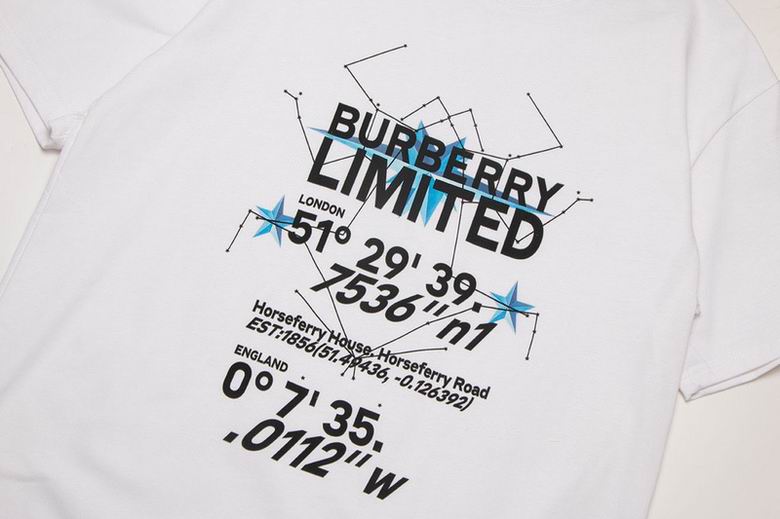 BURBERRY
LIMITED
LONDON
51° 29' 39.
7536"n1
Horseferry House, Horseferry Road
EST:1856(51.49436, -0.126392)
ENGLAND
0° 7' 35.
.0112"w